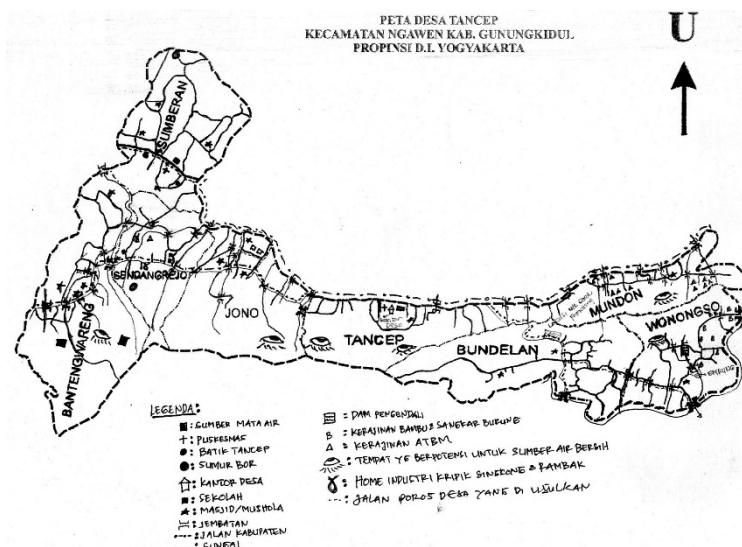 PETA DESA TANCEP
KECAMATAN NGAWEN KAB. GUNUNGKIDUL
PROPINSI D.I. YOGYAKARTA
U
SUMBERAN
SENDANGREJO
JONO
BANTENGWARENG
TANCEP
BUNDELAN
MUNDON
WONONGSO
LEGENDA:
: SUMBER MATA AIR
: PUSKESMAS
: BATIK TANCEP
: SUMUR BOR
: KANTOR DESA
: SEKOLAH
: MASJID/MUSHOLA
: JEMBATAN
: JALAN KABUPATEN
: SUNGAI
= DAM PENGENDALI
B = KERAJINAN BAMBU & SANGKAR BURUNG
= KERAJINAN ATBM
: TEMPAT YG BERPOTENSI UNTUK SUMBER AIR BERSIH
: HOME INDUSTRI KRIPIK SINGKONG & RAMBAK
: JALAN POROS DESA YANG DI USULKAN